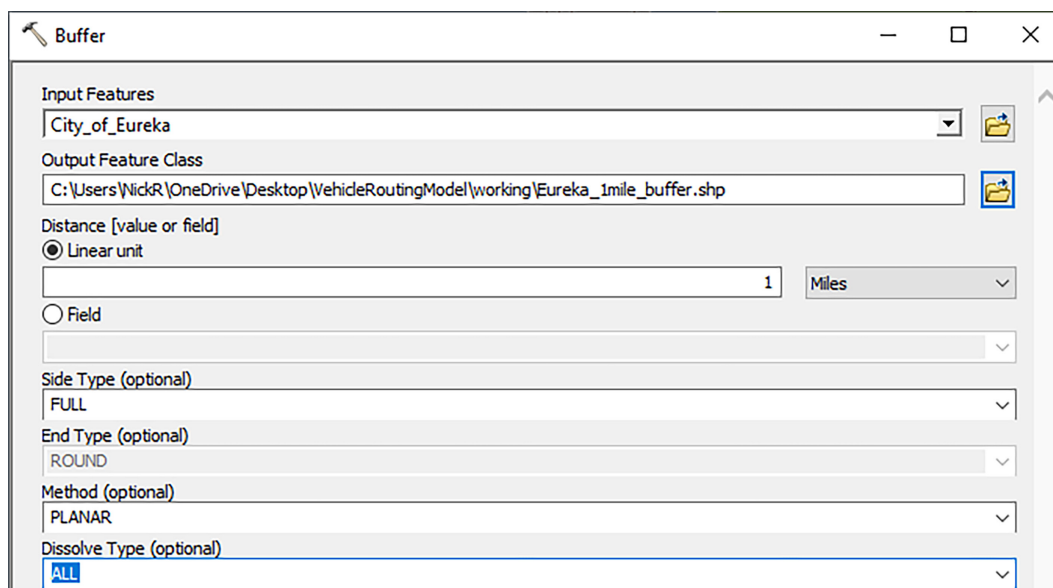 Buffer
Input Features
City_of_Eureka
Output Feature Class
C:\Users\NickR\OneDrive\Desktop\VehicleRoutingModel\working\Eureka_1mile_buffer.shp
Distance [value or field]
Linear unit
1 Miles
Field
Side Type (optional)
FULL
End Type (optional)
ROUND
Method (optional)
PLANAR
Dissolve Type (optional)
ALL